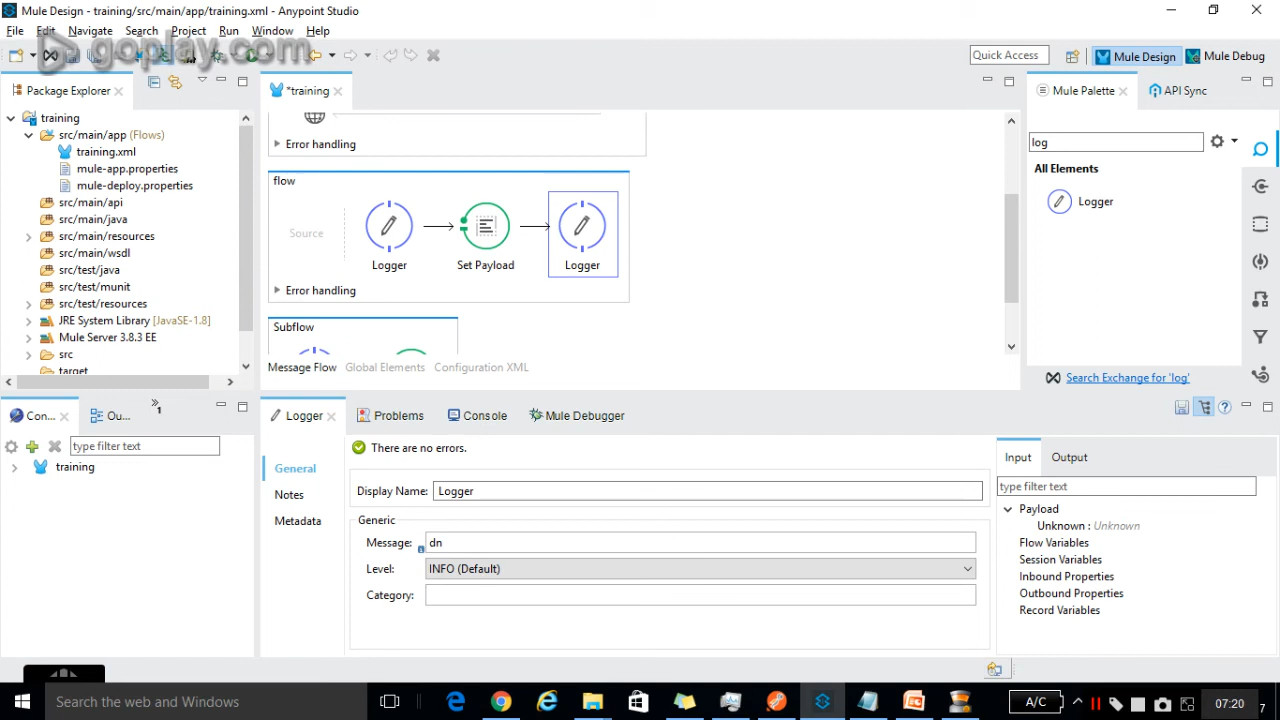 Mule Design - training/src/main/app/training.xml - Anypoint Studio
File Edit Navigate Search Project Run Window Help
goplay.com
Quick Access
Mule Design
Mule Debug
Package Explorer
*training
Mule Palette
API Sync
training
src/main/app (Flows)
training.xml
mule-app.properties
mule-deploy.properties
src/main/api
src/main/java
src/main/resources
src/main/wsdl
src/test/java
src/test/munit
src/test/resources
JRE System Library [JavaSE-1.8]
Mule Server 3.8.3 EE
src
target
Error handling
flow
Source
Logger
Set Payload
Logger
Error handling
Subflow
Message Flow Global Elements Configuration XML
log
All Elements
Logger
Search Exchange for 'log'
Con...
Ou...
1
type filter text
training
Logger
Problems
Console
Mule Debugger
There are no errors.
General
Notes
Metadata
Display Name: Logger
Generic
Message: dn
Level: INFO (Default)
Category:
Input
Output
type filter text
Payload
Unknown : Unknown
Flow Variables
Session Variables
Inbound Properties
Outbound Properties
Record Variables
Search the web and Windows
A/C
07:20
7